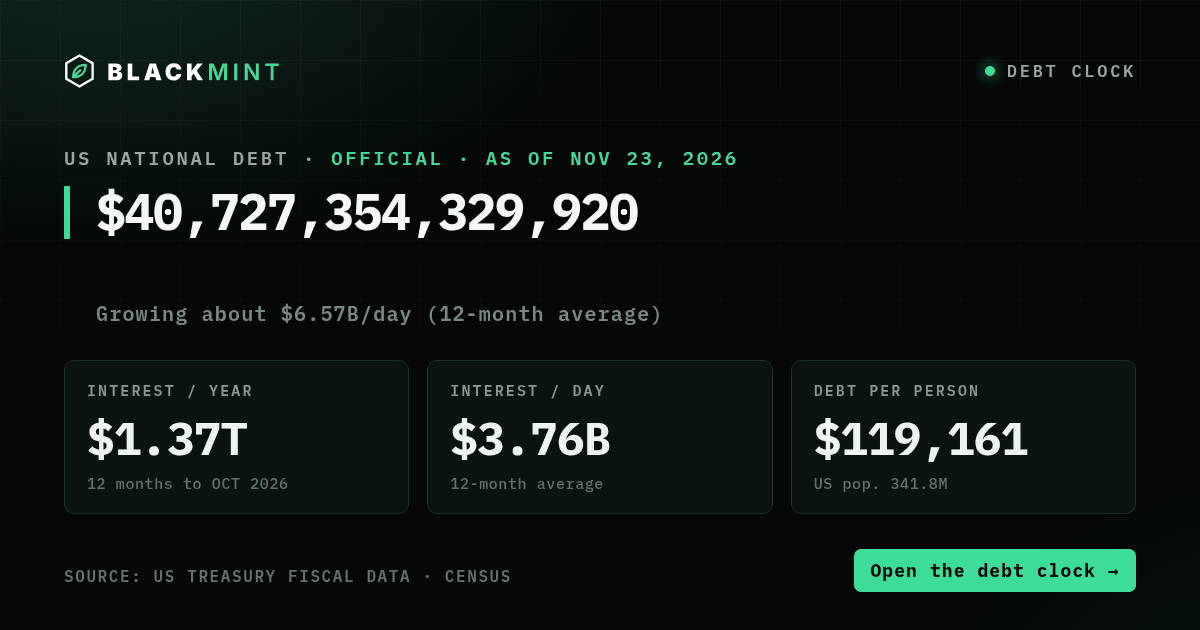 BLACKMINT
DEBT CLOCK
US NATIONAL DEBT · OFFICIAL · AS OF NOV 23, 2026
$40,727,354,329,920
Growing about $6.57B/day (12-month average)
INTEREST / YEAR
$1.37T
12 months to OCT 2026
INTEREST / DAY
$3.76B
12-month average
DEBT PER PERSON
$119,161
US pop. 341.8M
SOURCE: US TREASURY FISCAL DATA · CENSUS
Open the debt clock →